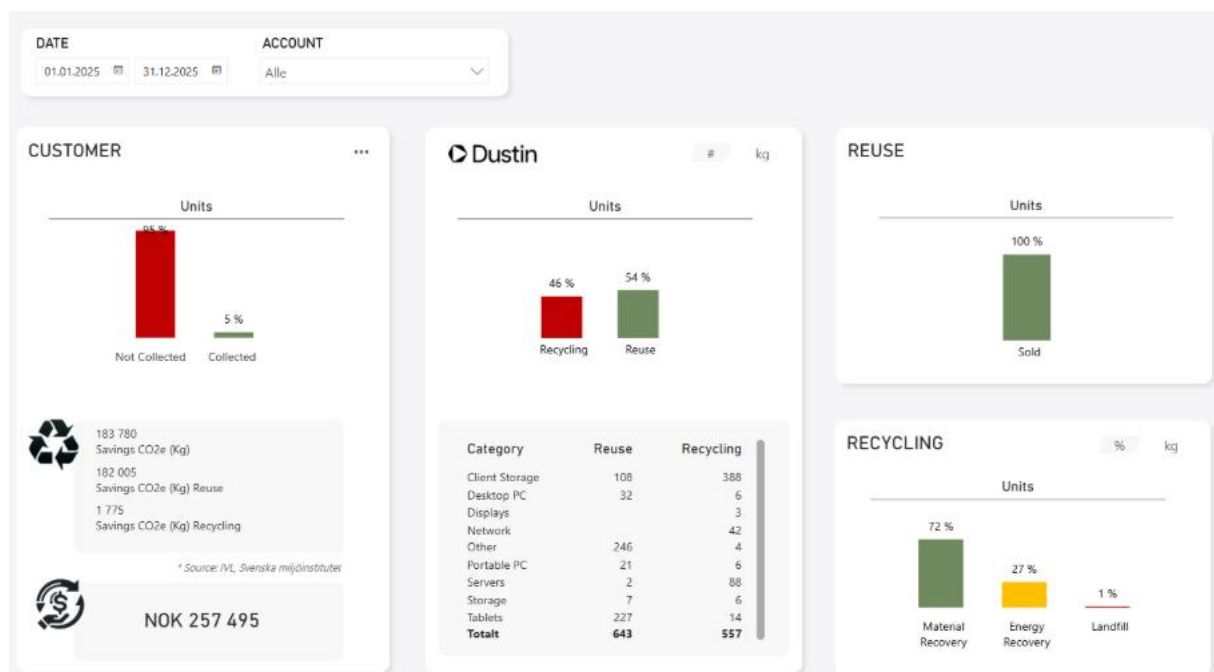 DATE
ACCOUNT
01.01.2025 31.12.2025 Alle
CUSTOMER
...
Units
95 %
5 %
Not Collected Collected
183 780
Savings CO2e (Kg)
182 005
Savings CO2e (Kg) Reuse
1 775
Savings CO2e (Kg) Recycling
* Source: IVL, Svenska miljöinstitutet
NOK 257 495
Dustin # kg
Units
46 % 54 %
Recycling Reuse
Category Reuse Recycling
Client Storage 108 388
Desktop PC 32 6
Displays 3
Network 42
Other 246 4
Portable PC 21 6
Servers 2 88
Storage 7 6
Tablets 227 14
Totalt 643 557
REUSE
Units
100 %
Sold
RECYCLING % kg
Units
72 %
27 %
1 %
Material Recovery
Energy Recovery
Landfill